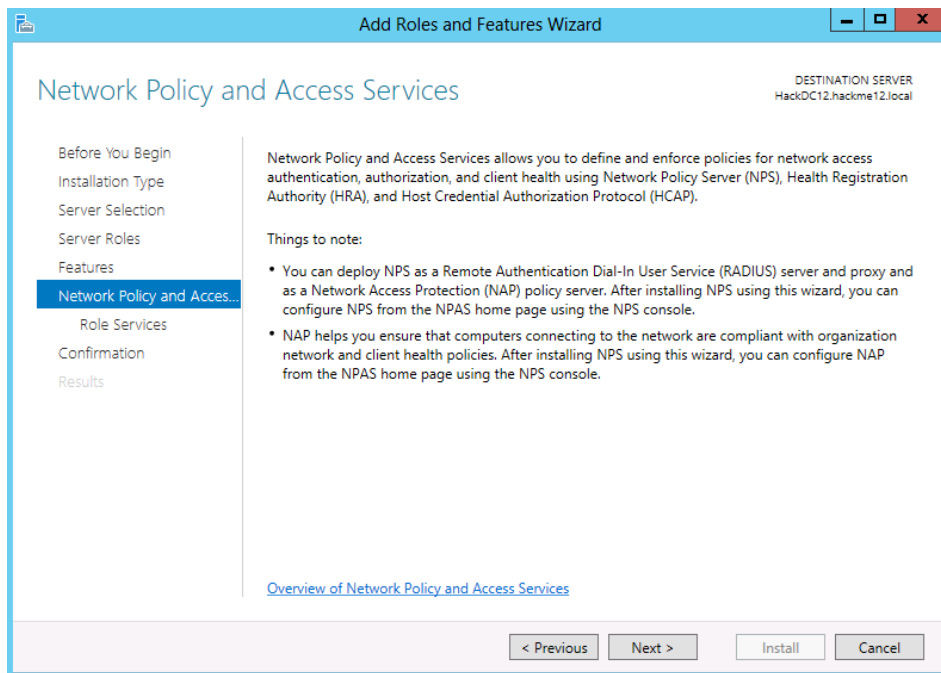 Add Roles and Features Wizard
x
Network Policy and Access Services
DESTINATION SERVER
HackDC12.hackme12.local
Before You Begin
Installation Type
Server Selection
Server Roles
Features
Network Policy and Acces...
Role Services
Confirmation
Results
Network Policy and Access Services allows you to define and enforce policies for network access
authentication, authorization, and client health using Network Policy Server (NPS), Health Registration
Authority (HRA), and Host Credential Authorization Protocol (HCAP).
Things to note:
• You can deploy NPS as a Remote Authentication Dial-In User Service (RADIUS) server and proxy and
as a Network Access Protection (NAP) policy server. After installing NPS using this wizard, you can
configure NPS from the NPAS home page using the NPS console.
• NAP helps you ensure that computers connecting to the network are compliant with organization
network and client health policies. After installing NPS using this wizard, you can configure NAP
from the NPAS home page using the NPS console.
Overview of Network Policy and Access Services
< Previous
Next >
Install
Cancel